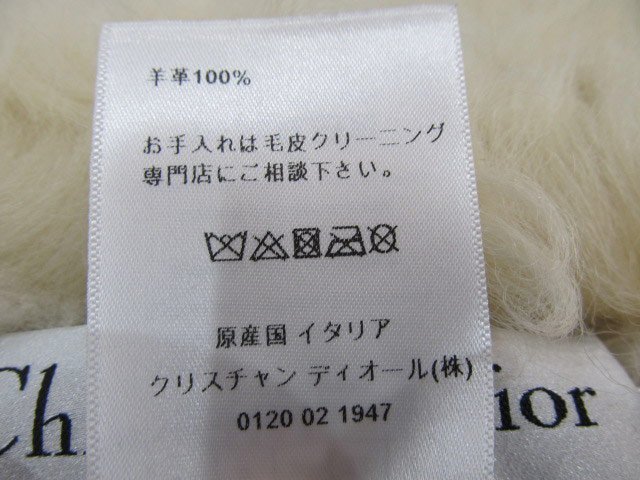 羊革100%
お手入れは毛皮クリーニング
専門店にご相談下さい。
原産国 イタリア
クリスチャン ディオール(株)
0120 02 1947
Ch ior